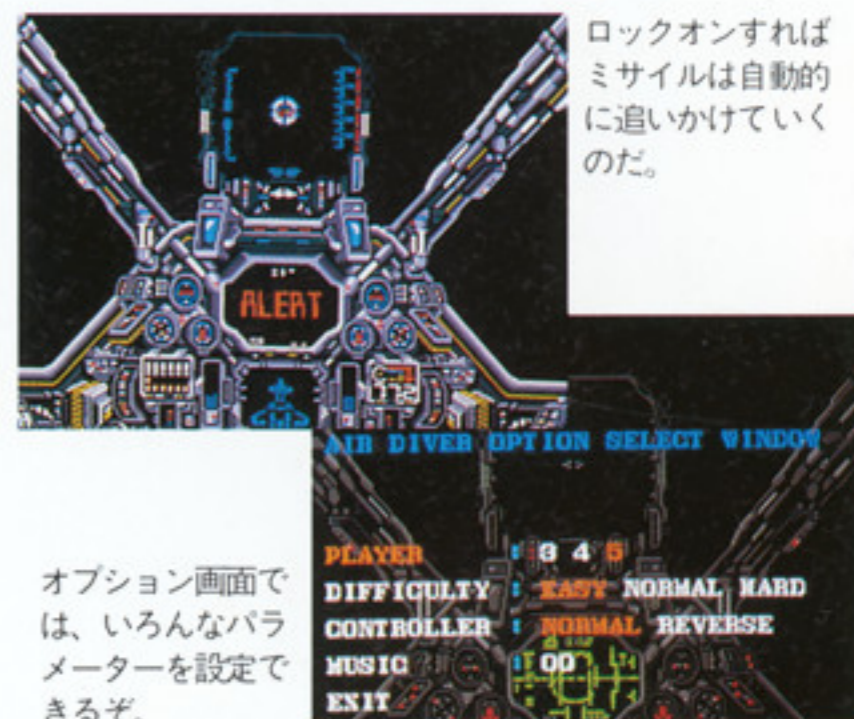 ロックオンすれば
ミサイルは自動的
に追いかけていく
のだ。
ALERT
AIR DIVER OPTION SELECT WINDOW
PLAYER : 3 4 5
DIFFICULTY : EASY NORMAL HARD
CONTROLLER : NORMAL REVERSE
MUSIC : 00
EXIT
オプション画面で
は、いろんなパラ
メーターを設定で
きるぞ。